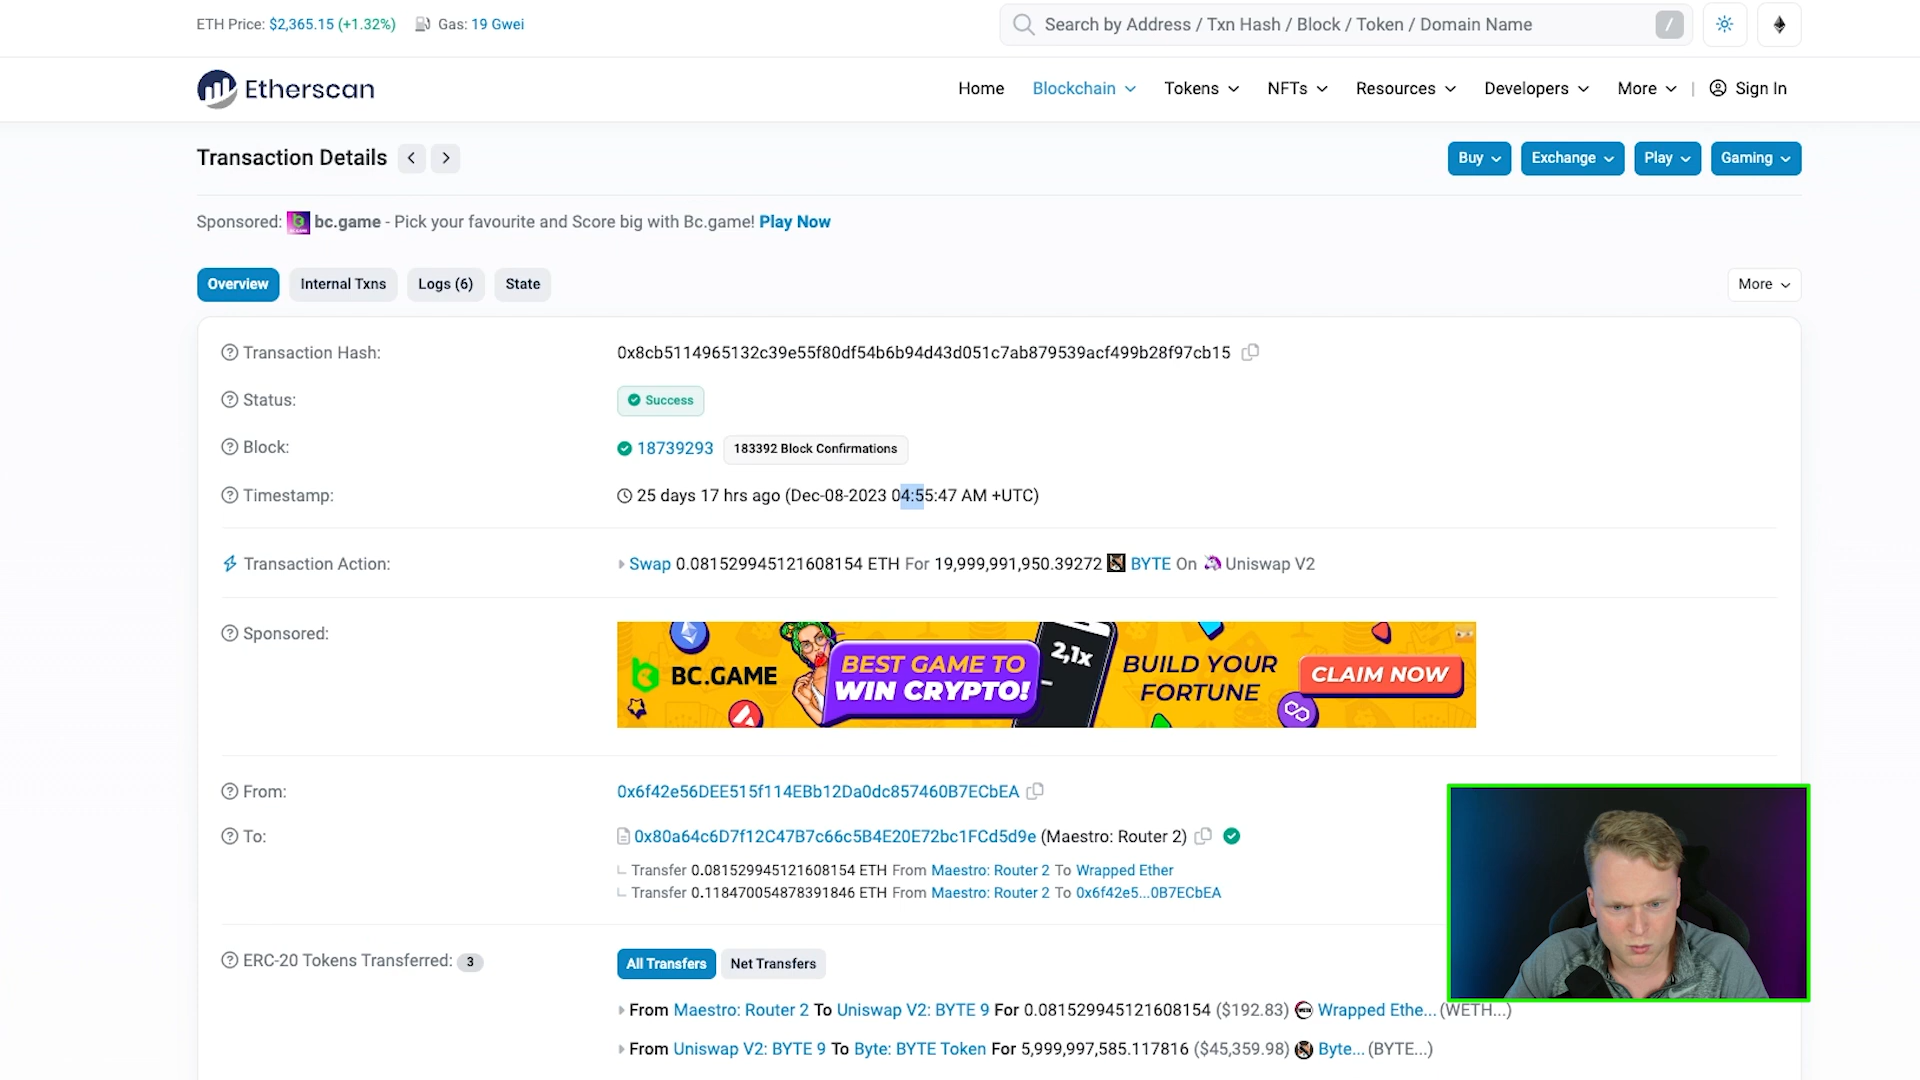 ETH Price: $2,365.15 (+1.32%) Gas: 19 Gwei
Search by Address / Txn Hash / Block / Token / Domain Name /
Etherscan
Home Blockchain Tokens NFTs Resources Developers More | Sign In
Transaction Details
Buy Exchange Play Gaming
Sponsored: bc.game - Pick your favourite and Score big with Bc.game! Play Now
Overview Internal Txns Logs (6) State More
Transaction Hash: 0x8cb5114965132c39e55f80df54b6b94d43d051c7ab879539acf499b28f97cb15
Status: Success
Block: 18739293 183392 Block Confirmations
Timestamp: 25 days 17 hrs ago (Dec-08-2023 04:55:47 AM +UTC)
Transaction Action: Swap 0.081529945121608154 ETH For 19,999,991,950.39272 BYTE On Uniswap V2
Sponsored:
BC.GAME BEST GAME TO WIN CRYPTO! 2,1x BUILD YOUR FORTUNE CLAIM NOW
From: 0x6f42e56DEE515f114EBb12Da0dc857460B7ECbEA
To: 0x80a64c6D7f12C47B7c66c5B4E20E72bc1FCd5d9e (Maestro: Router 2)
Transfer 0.081529945121608154 ETH From Maestro: Router 2 To Wrapped Ether
Transfer 0.118470054878391846 ETH From Maestro: Router 2 To 0x6f42e5...0B7ECbEA
ERC-20 Tokens Transferred: 3 All Transfers Net Transfers
From Maestro: Router 2 To Uniswap V2: BYTE 9 For 0.081529945121608154 ($192.83) Wrapped Ethe... (WETH...)
From Uniswap V2: BYTE 9 To Byte: BYTE Token For 5,999,997,585.117816 ($45,359.98) Byte... (BYTE...)